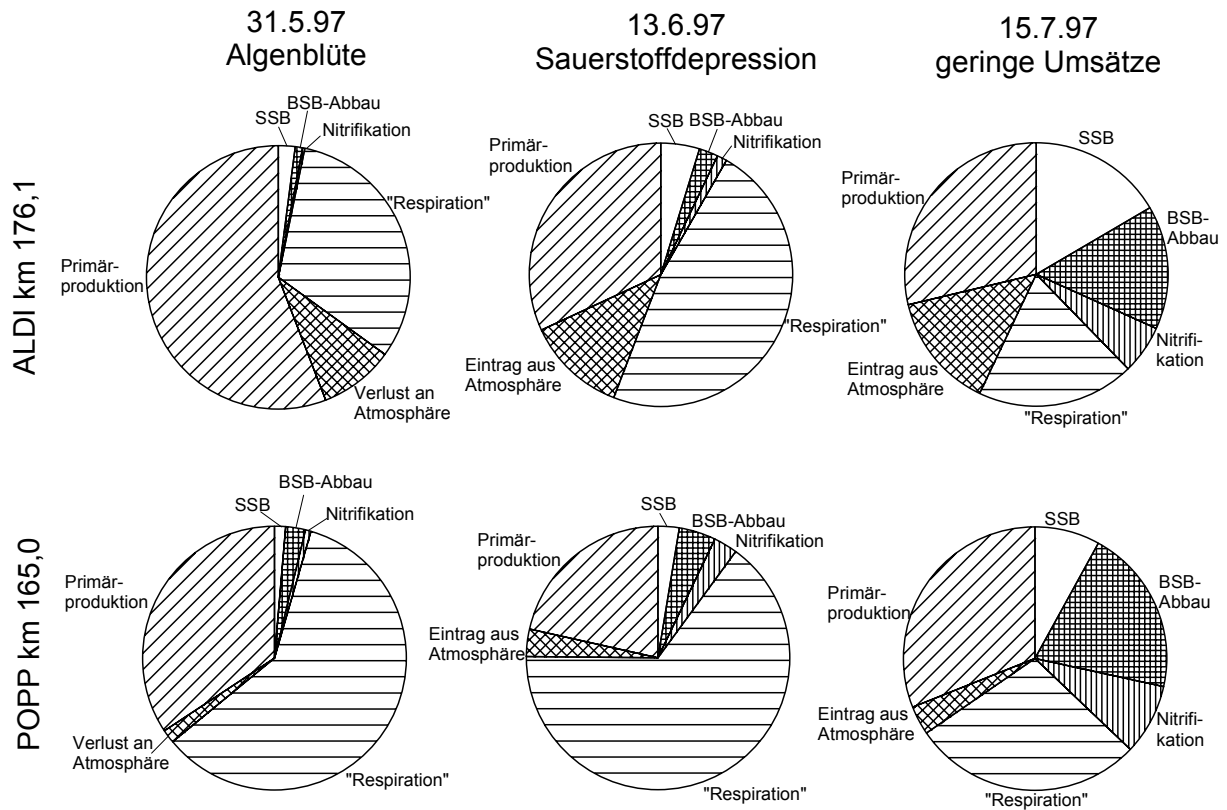 31.5.97
Algenblüte
13.6.97
Sauerstoffdepression
15.7.97
geringe Umsätze
ALDI km 176,1
SSB
BSB-Abbau
Nitrifikation
"Respiration"
Verlust an
Atmosphäre
Primär-
produktion
SSB
BSB-Abbau
Nitrifikation
"Respiration"
Eintrag aus
Atmosphäre
Primär-
produktion
SSB
BSB-
Abbau
Nitrifi-
kation
"Respiration"
Eintrag aus
Atmosphäre
Primär-
produktion
POPP km 165,0
SSB
BSB-Abbau
Nitrifikation
"Respiration"
Verlust an
Atmosphäre
Primär-
produktion
SSB
BSB-Abbau
Nitrifikation
"Respiration"
Eintrag aus
Atmosphäre
Primär-
produktion
SSB
BSB-
Abbau
Nitrifi-
kation
"Respiration"
Eintrag aus
Atmosphäre
Primär-
produktion